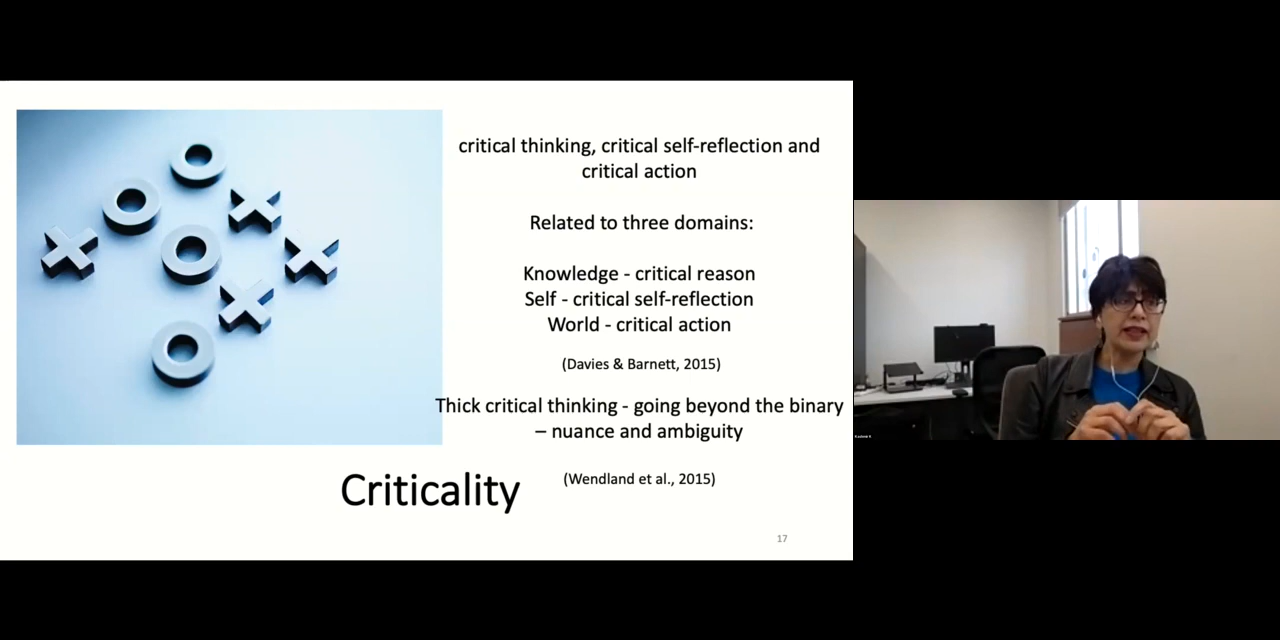 critical thinking, critical self-reflection and
critical action
Related to three domains:
Knowledge - critical reason
Self - critical self-reflection
World - critical action
(Davies & Barnett, 2015)
Thick critical thinking - going beyond the binary
– nuance and ambiguity
(Wendland et al., 2015)
Criticality
17